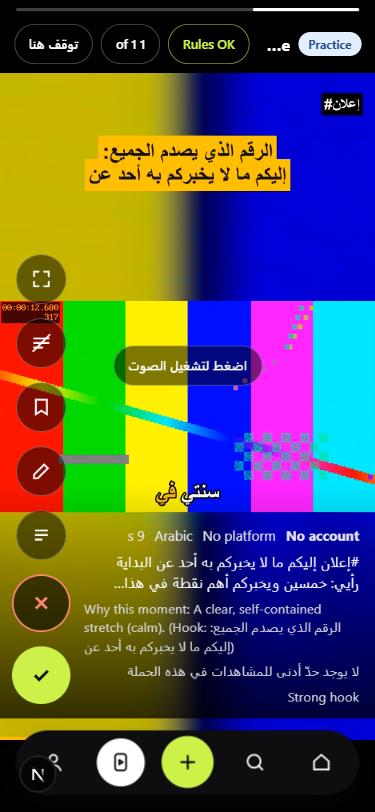 Practice
...e
Rules OK
1 of 1
توقف هنا
#إعلان
الرقم الذي يصدم الجميع:
إليكم ما لا يخبركم به أحد عن
00:00:12.680
317
اضغط لتشغيل الصوت
سنتي في
No account No platform Arabic 9 s
#إعلان إليكم ما لا يخبركم به أحد عن البداية
رأيي: خمسين ويخبركم أهم نقطة في هذا...
Why this moment: A clear, self-contained
stretch (calm). (Hook: الرقم الذي يصدم الجميع:
إليكم ما لا يخبركم به أحد عن)
لا يوجد حدّ أدنى للمشاهدات في هذه الحملة
Strong hook
N